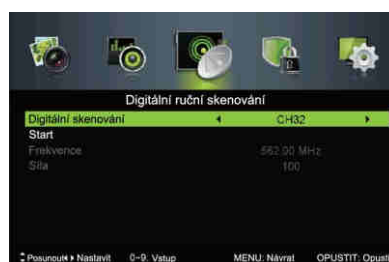 Digitální ruční skenování
Digitální skenování CH32
Start
Frekvence 562.00 MHz
Síla 100
Posunout Nastavit 0~9: Vstup MENU: Návrat OPUSTIT: Opustit